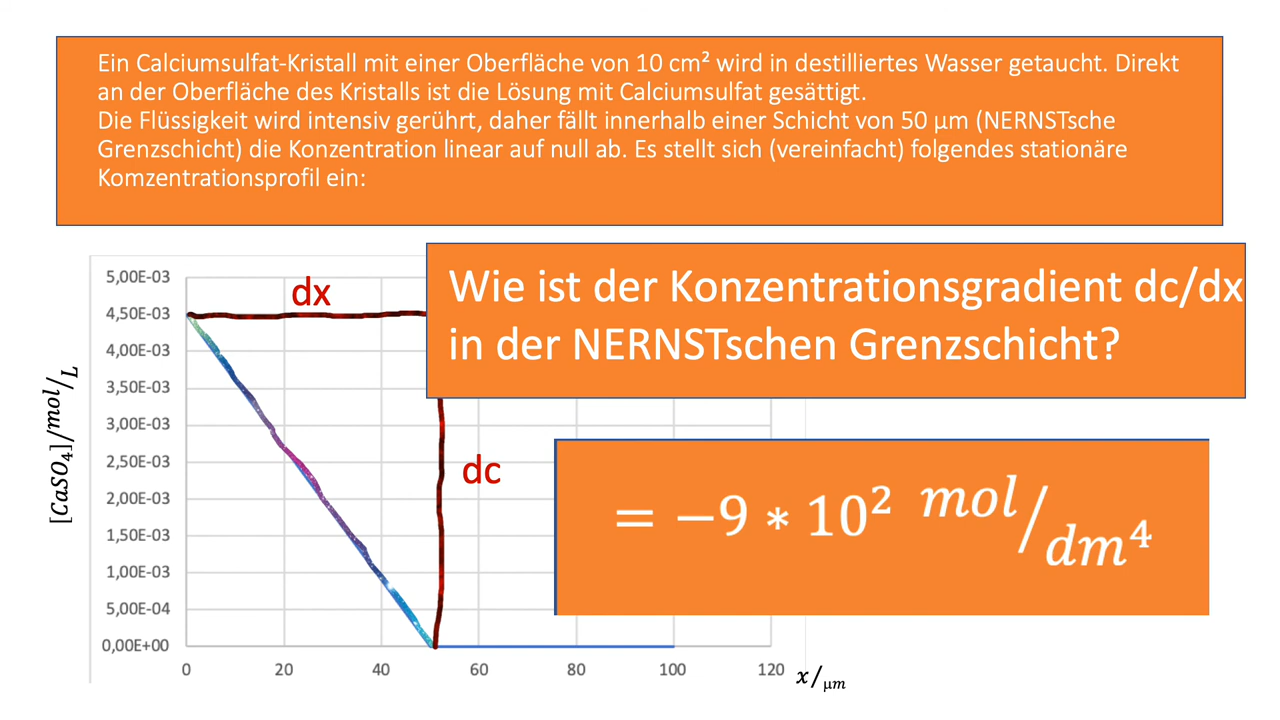 Ein Calciumsulfat-Kristall mit einer Oberfläche von 10 cm² wird in destilliertes Wasser getaucht. Direkt
an der Oberfläche des Kristalls ist die Lösung mit Calciumsulfat gesättigt.
Die Flüssigkeit wird intensiv gerührt, daher fällt innerhalb einer Schicht von 50 µm (NERNSTsche
Grenzschicht) die Konzentration linear auf null ab. Es stellt sich (vereinfacht) folgendes stationäre
Komzentrationsprofil ein:
Wie ist der Konzentrationsgradient dc/dx
in der NERNSTschen Grenzschicht?
= −9 * 10² mol/dm⁴
dx
dc
[CaSO₄]/mol/L
5,00E-03
4,50E-03
4,00E-03
3,50E-03
3,00E-03
2,50E-03
2,00E-03
1,50E-03
1,00E-03
5,00E-04
0,00E+00
0 20 40 60 80 100 120
x/µm